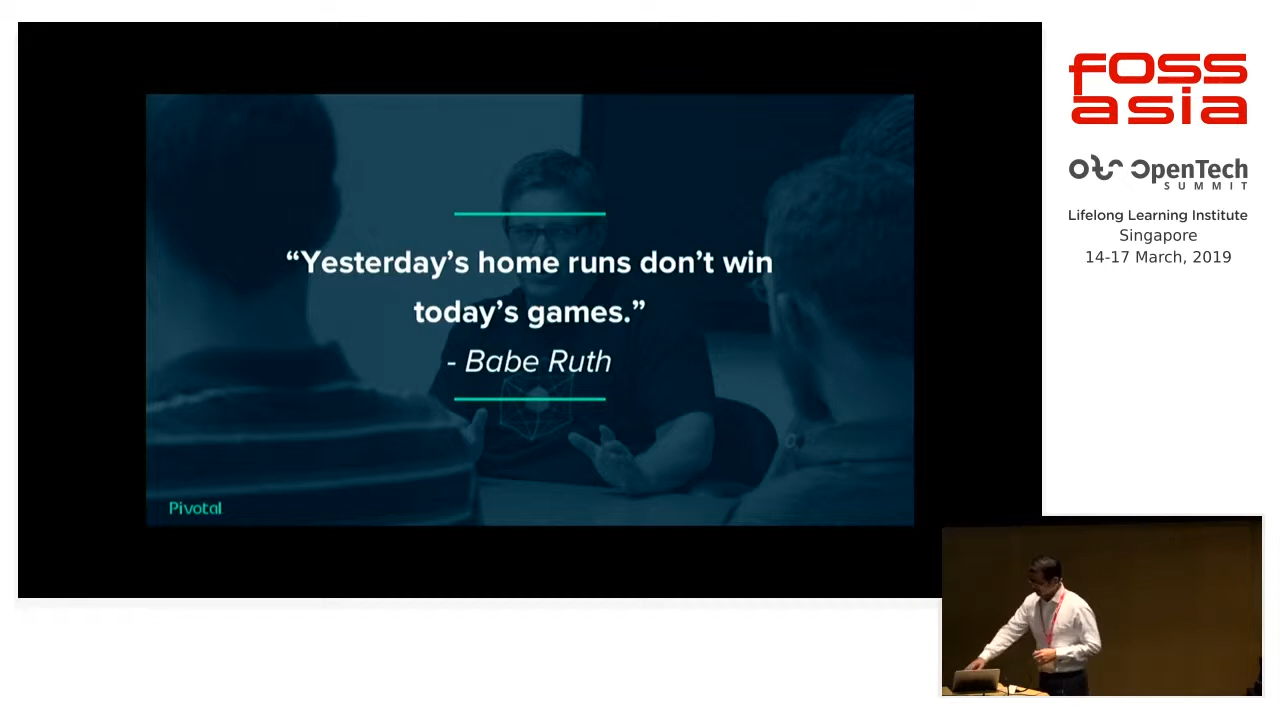 “Yesterday’s home runs don’t win
today’s games.”
- Babe Ruth
Pivotal
fOSS
asia
OpenTech
SUMMIT
Lifelong Learning Institute
Singapore
14-17 March, 2019